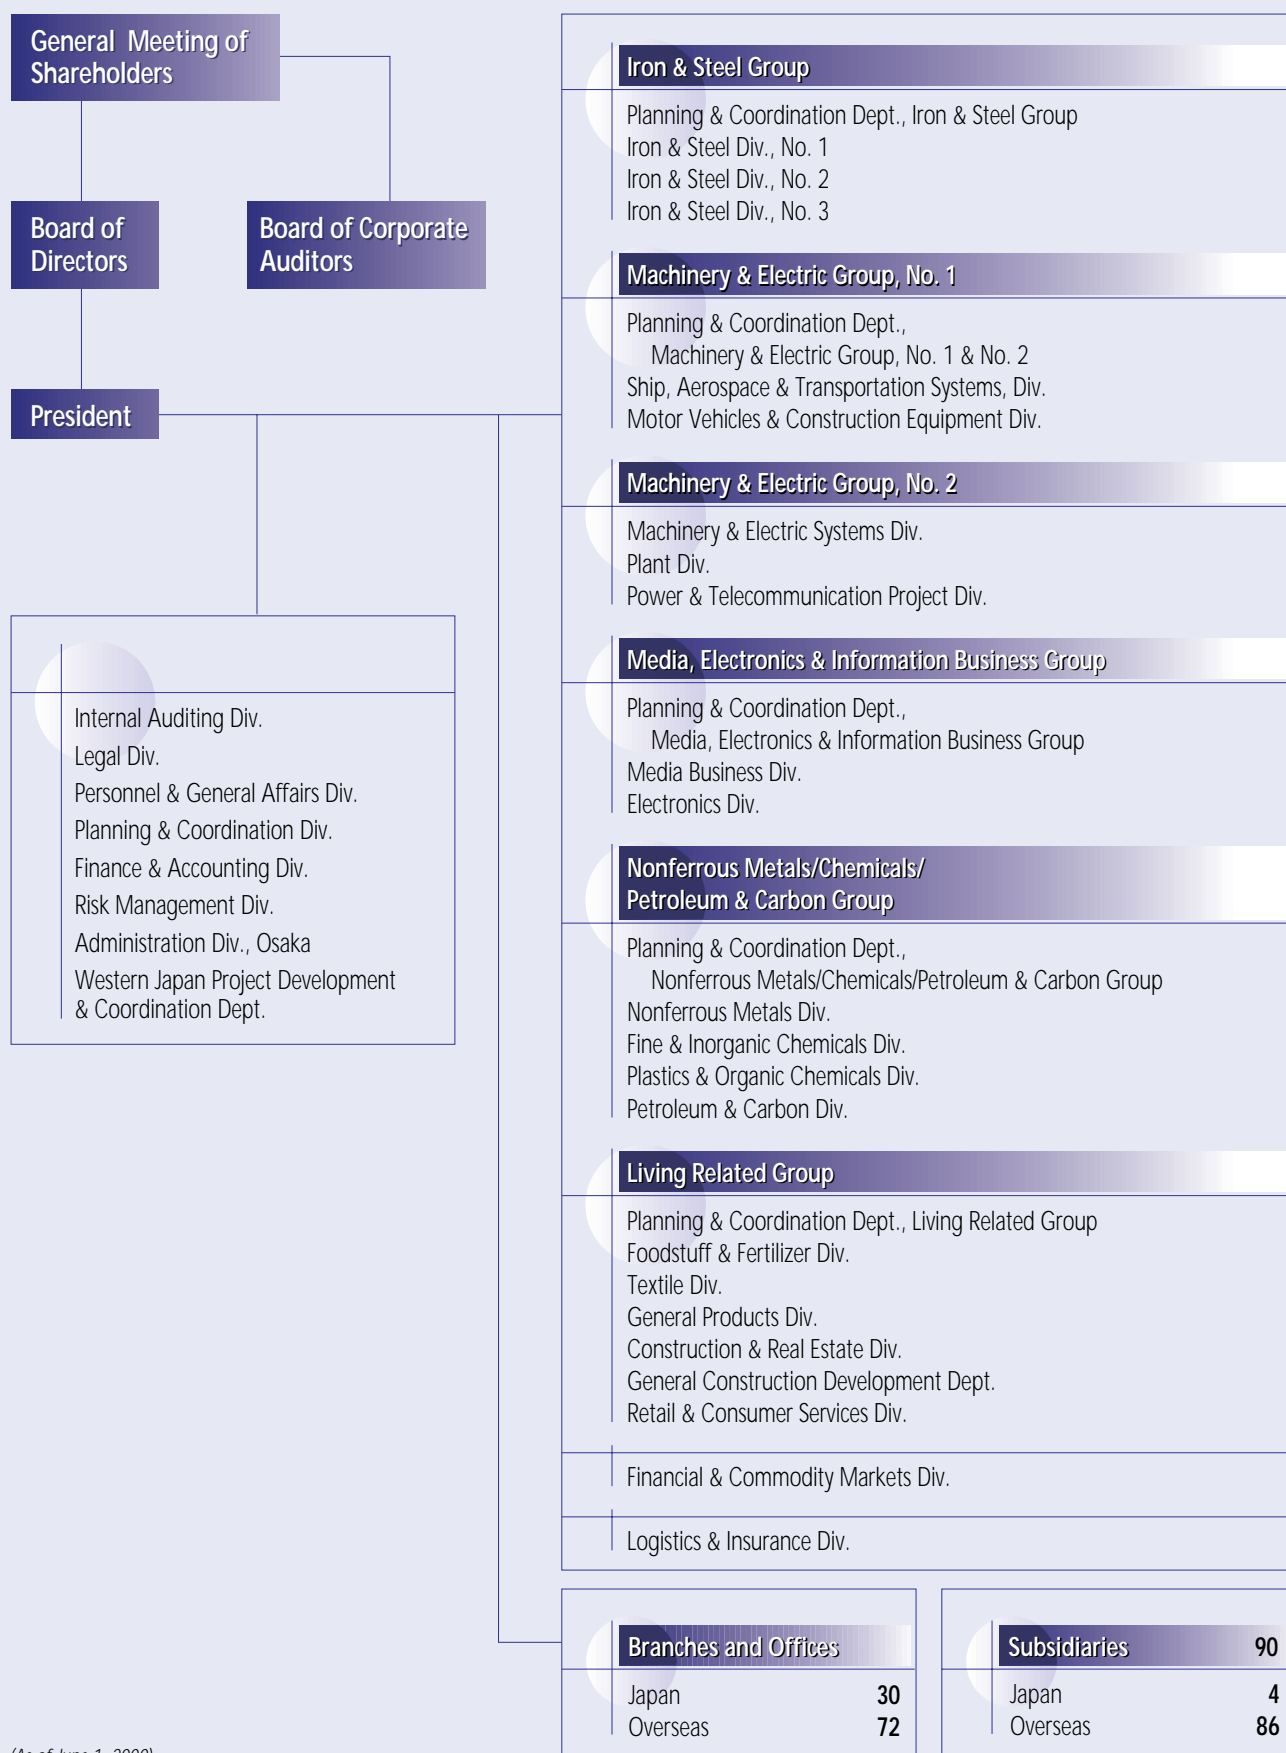 General Meeting of
Shareholders
Board of
Directors
Board of Corporate
Auditors
President
Internal Auditing Div.
Legal Div.
Personnel & General Affairs Div.
Planning & Coordination Div.
Finance & Accounting Div.
Risk Management Div.
Administration Div., Osaka
Western Japan Project Development
& Coordination Dept.
Iron & Steel Group
Planning & Coordination Dept., Iron & Steel Group
Iron & Steel Div., No. 1
Iron & Steel Div., No. 2
Iron & Steel Div., No. 3
Machinery & Electric Group, No. 1
Planning & Coordination Dept.,
Machinery & Electric Group, No. 1 & No. 2
Ship, Aerospace & Transportation Systems, Div.
Motor Vehicles & Construction Equipment Div.
Machinery & Electric Group, No. 2
Machinery & Electric Systems Div.
Plant Div.
Power & Telecommunication Project Div.
Media, Electronics & Information Business Group
Planning & Coordination Dept.,
Media, Electronics & Information Business Group
Media Business Div.
Electronics Div.
Nonferrous Metals/Chemicals/
Petroleum & Carbon Group
Planning & Coordination Dept.,
Nonferrous Metals/Chemicals/Petroleum & Carbon Group
Nonferrous Metals Div.
Fine & Inorganic Chemicals Div.
Plastics & Organic Chemicals Div.
Petroleum & Carbon Div.
Living Related Group
Planning & Coordination Dept., Living Related Group
Foodstuff & Fertilizer Div.
Textile Div.
General Products Div.
Construction & Real Estate Div.
General Construction Development Dept.
Retail & Consumer Services Div.
Financial & Commodity Markets Div.
Logistics & Insurance Div.
Branches and Offices
Japan 30
Overseas 72
Subsidiaries 90
Japan 4
Overseas 86